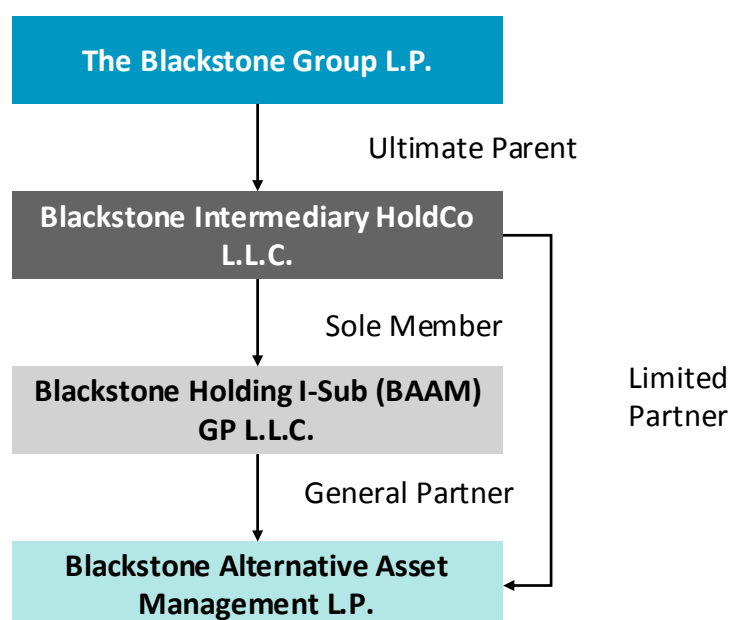 The Blackstone Group L.P.
Ultimate Parent
Blackstone Intermediary HoldCo
L.L.C.
Sole Member
Blackstone Holding I-Sub (BAAM)
GP L.L.C.
Limited
Partner
General Partner
Blackstone Alternative Asset
Management L.P.